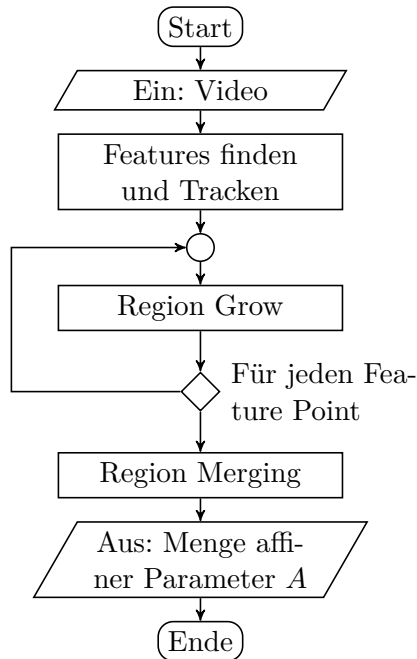 Start
Ein: Video
Features finden
und Tracken
Region Grow
Für jeden Fea-
ture Point
Region Merging
Aus: Menge affi-
ner Parameter A
Ende